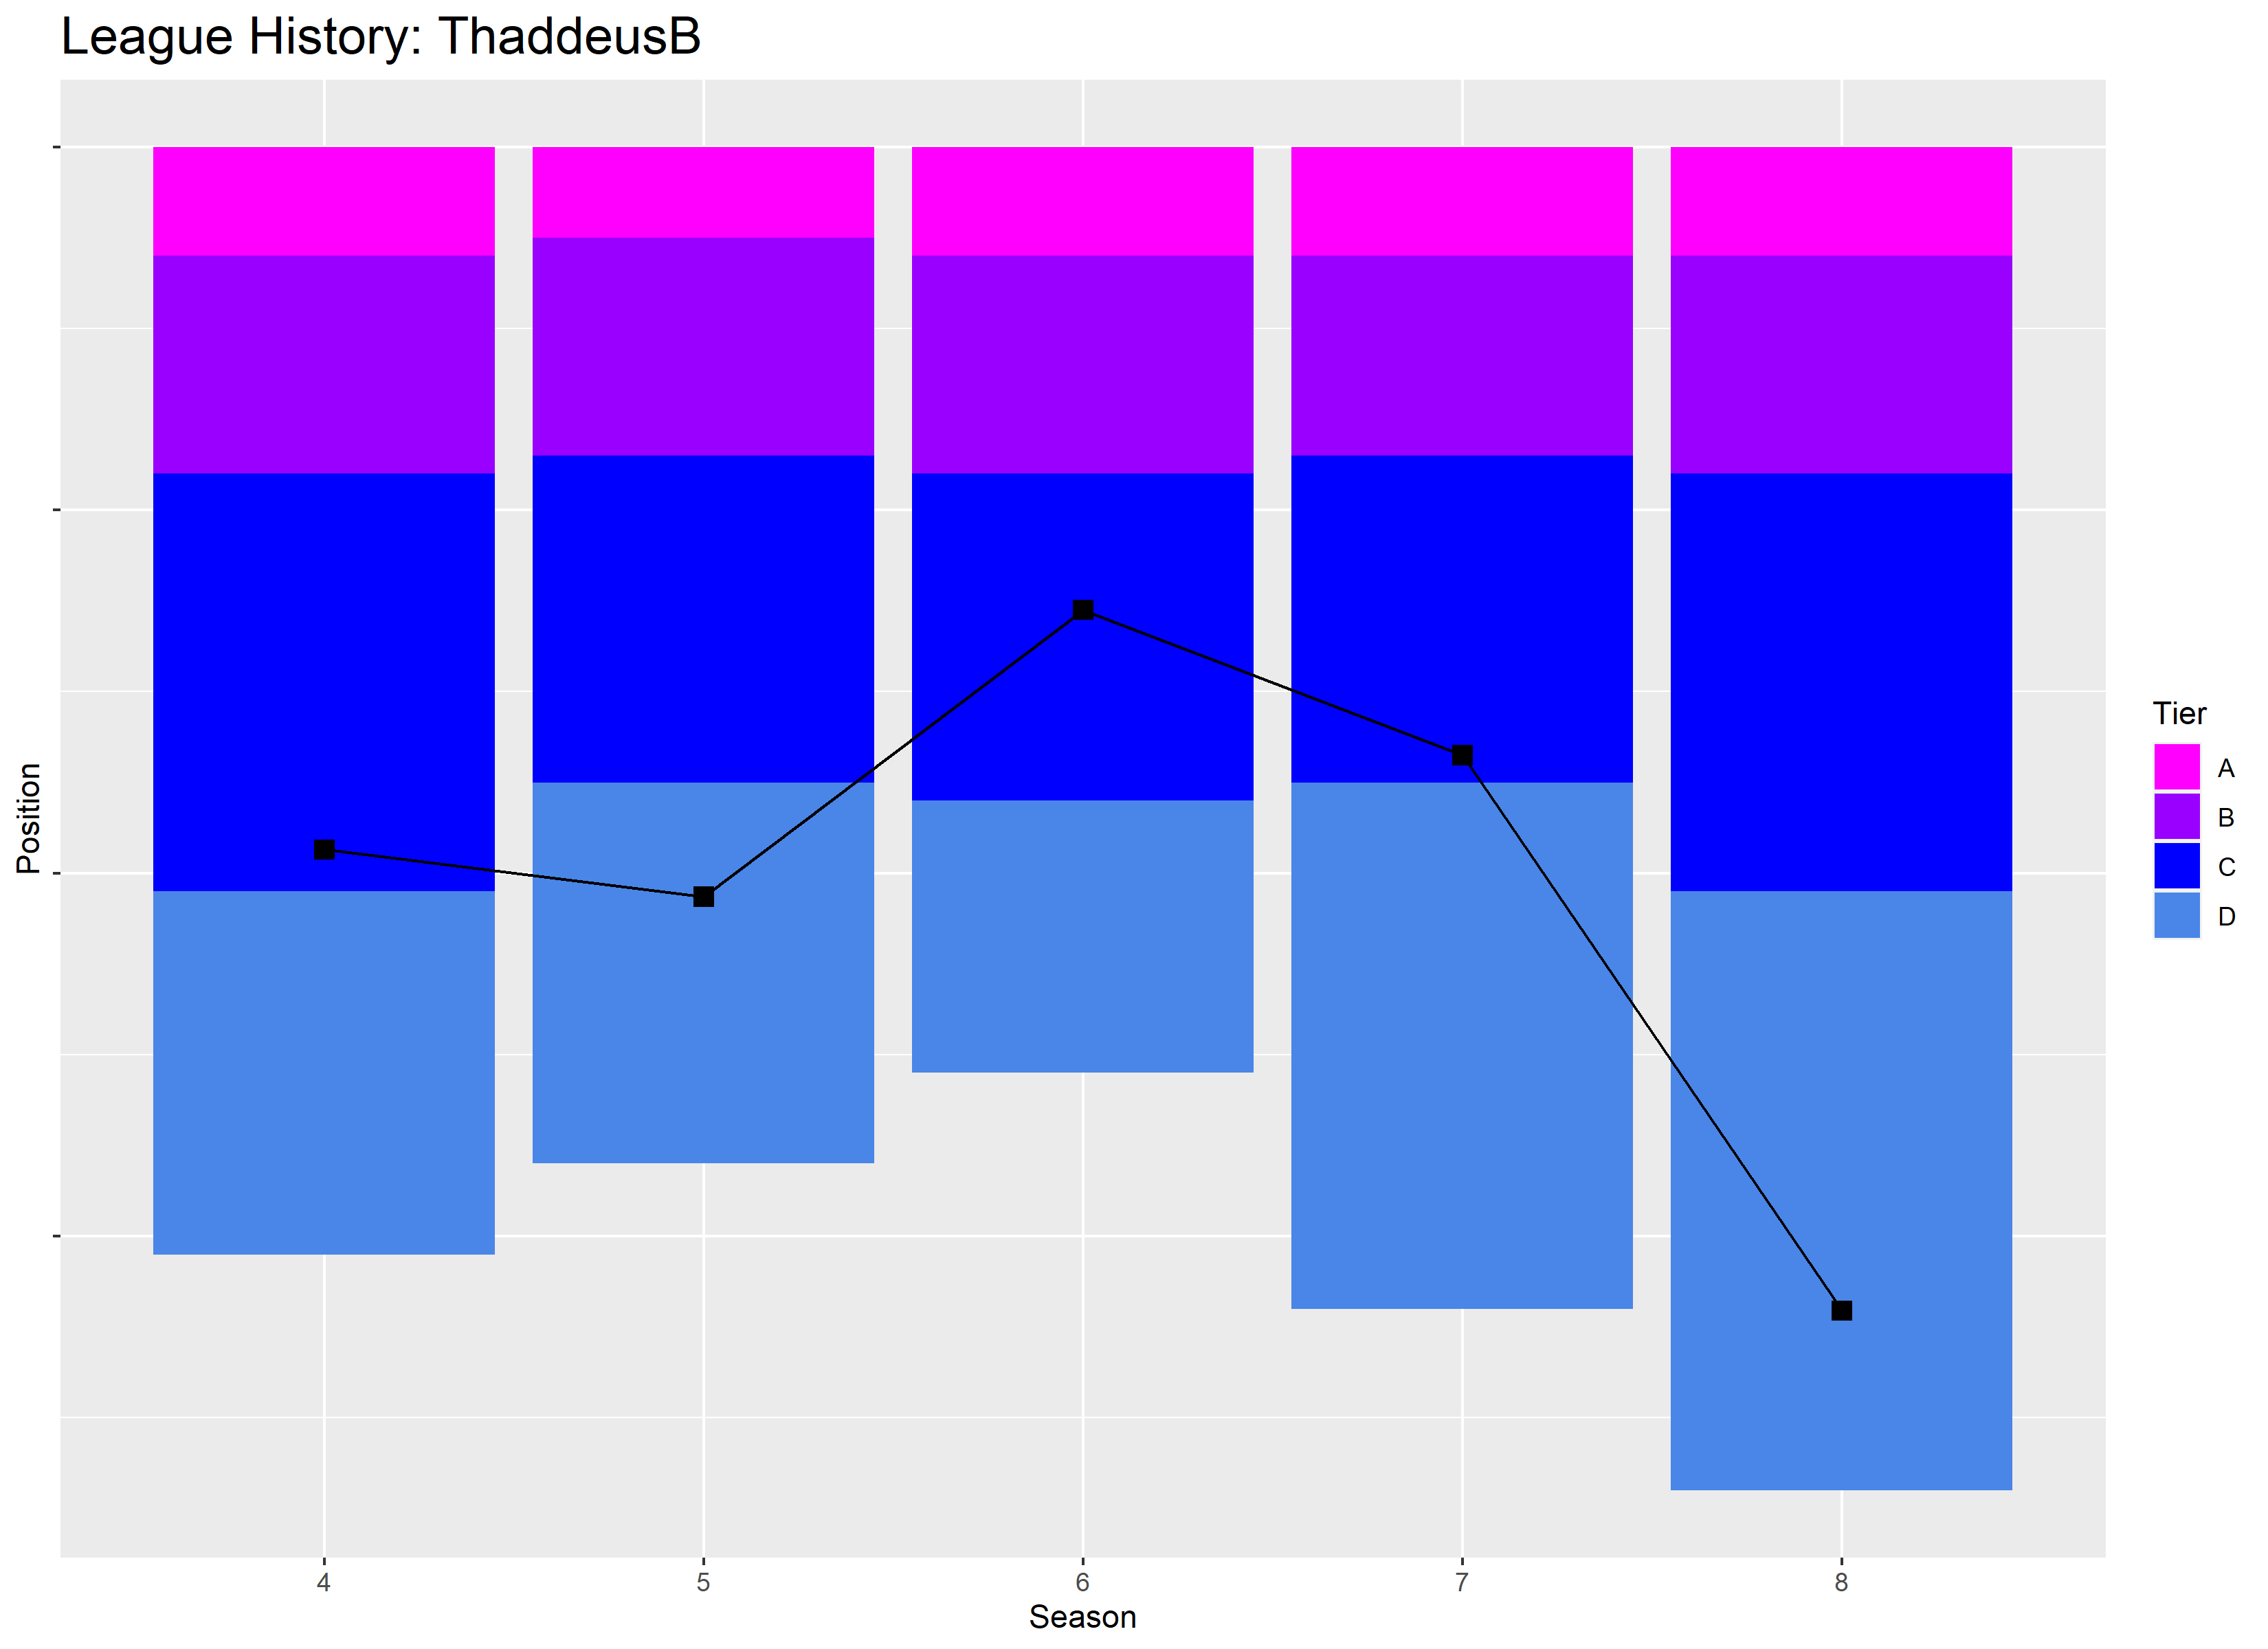 League History: ThaddeusB
Position
Tier
A
B
C
D
4 5 6 7 8
Season